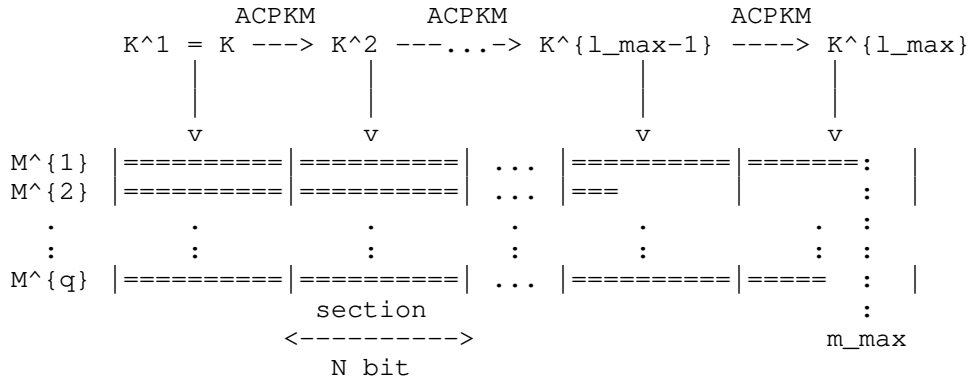 ACPKM          ACPKM              ACPKM
        K^1 = K ---> K^2 ---...-> K^{l_max-1} ----> K^{l_max}
            |          |                |           |
            |          |                |           |
            |          |                |           |
            v          v                v           v
M^{1} |==========|==========| ... |==========|=======:  |
M^{2} |==========|==========| ... |===       |       :  |
  .        .          .        .       .          .  :
  :        :          :        :       :          :  :
M^{q} |==========|==========| ... |==========|=====  :  |
                   section                           :
                 <---------->                      m_max
                    N bit